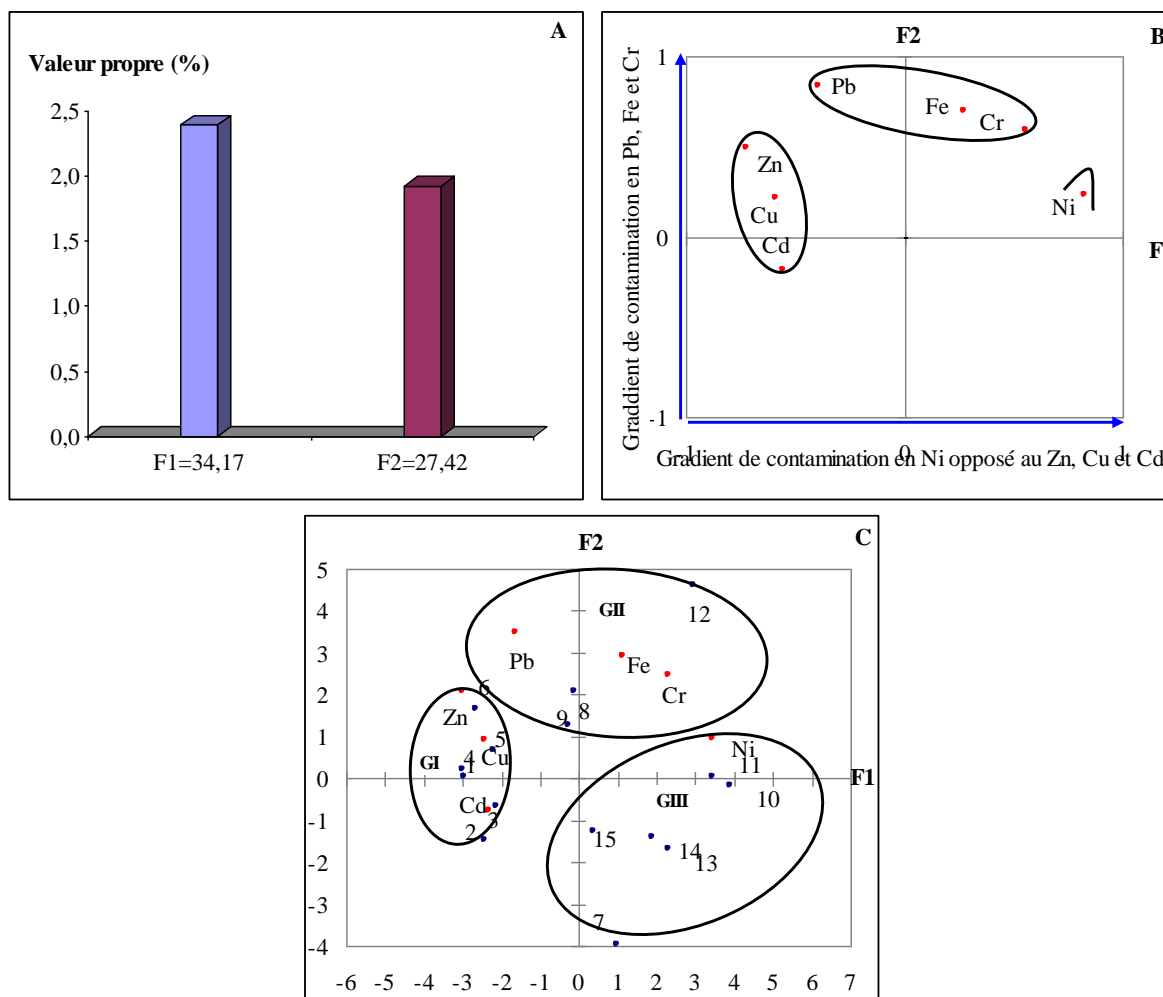 A
Valeur propre (%)
2,5
2,0
1,5
1,0
0,5
0,0
F1=34,17
F2=27,42
B
F2
Graddient de contamination en Pb, Fe et Cr
1
0
-1
Pb
Fe
Cr
Zn
Cu
Cd
Ni
F
-1
0
1
Gradient de contamination en Ni opposé au Zn, Cu et Cd
C
F2
5
4
3
2
1
0
-1
-2
-3
-4
GII
12
Pb
Fe
Cr
6
Zn
9
8
5
4
Cu
GI
1
Ni
11
F1
Cd
GIII
10
3
2
15
14
13
7
-6 -5 -4 -3 -2 -1 0 1 2 3 4 5 6 7